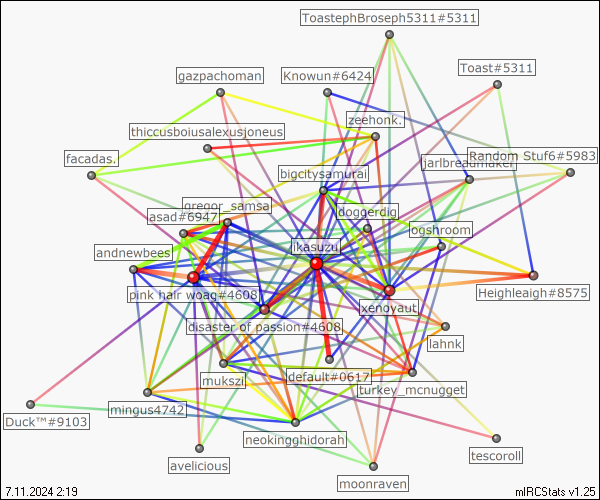 ToastephBroseph5311#5311
gazpachoman
Knowun#6424
Toast#5311
zeehonk.
thiccusboiusalexusjoneus
facadas.
jarlbreadmaker
Random Stuf6#5983
bigcitysamurai
gregor_samsa
doggerdig
asad#6947
ogshroom
jkasuzu
andnewbees
pink hair woag#4608
xenoyaut
Heighleaigh#8575
disaster of passion#4608
lahnk
mukszi
default#0617
turkey_mcnugget
mingus4742
Duck™#9103
neokingghidorah
tescoroll
avelicious
moonraven
7.11.2024 2:19
mIRCStats v1.25